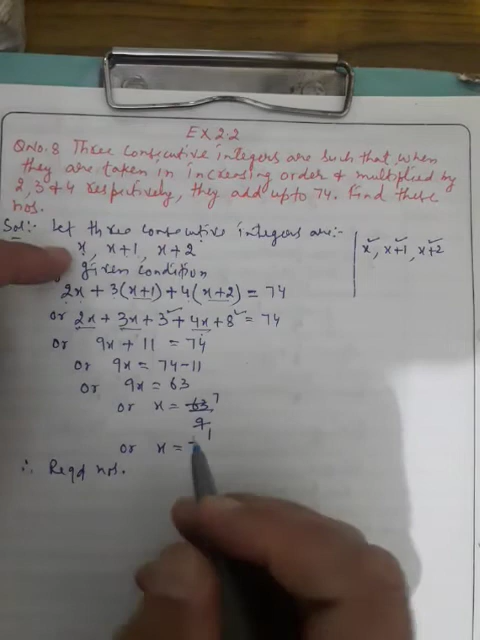 EX 2.2
QNo.8 Three consecutive integers are such that when
they are taken in increasing order & multiplied by
2, 3 & 4 respectively, they add up to 74. Find these
nos.
Sol:- Let three consecutive integers are:-
x, x+1, x+2
x, x+1, x+2
given condition
2x + 3(x+1) + 4(x+2) = 74
or 2x + 3x + 3 + 4x + 8 = 74
or 9x + 11 = 74
or 9x = 74-11
or 9x = 63
or x = 63 7
9 1
or x =
∴ Reqd nos.